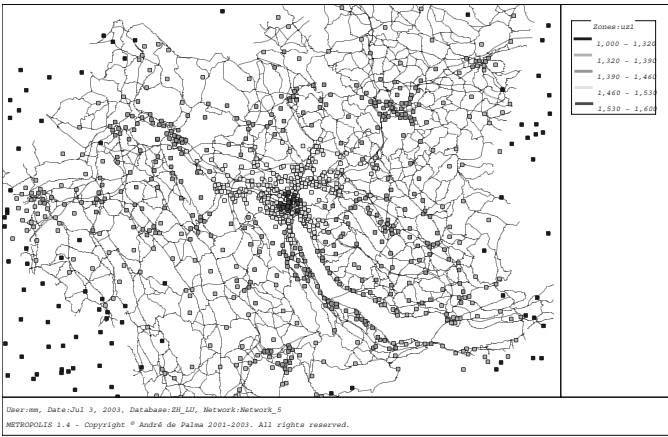 Zones:uzl
1,000 - 1,320
1,320 - 1,390
1,390 - 1,460
1,460 - 1,530
1,530 - 1,600
User:mm, Date:Jul 3, 2003, Database:ZH_LU, Network:Network_5
METROPOLIS 1.4 - Copyright © André de Palma 2001-2003. All rights reserved.